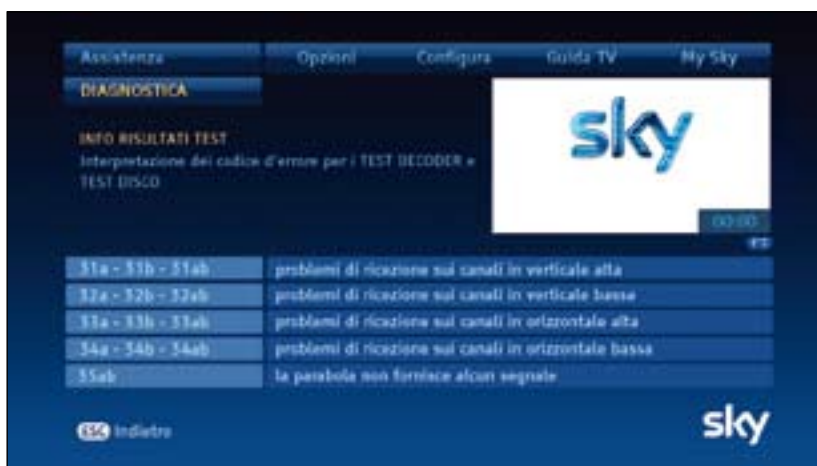 Assistenza Opzioni Configura Guida TV My Sky
DIAGNOSTICA
INFO RISULTATI TEST
Interpretazione dei codice d'errore per i TEST DECODER e
TEST DISCO
sky
00:00
31a - 31b - 31ab problemi di ricezione sui canali in verticale alta
32a - 32b - 32ab problemi di ricezione sui canali in verticale bassa
33a - 33b - 33ab problemi di ricezione sui canali in orizzontale alta
34a - 34b - 34ab problemi di ricezione sui canali in orizzontale bassa
35ab la parabola non fornisce alcun segnale
ESC Indietro
sky